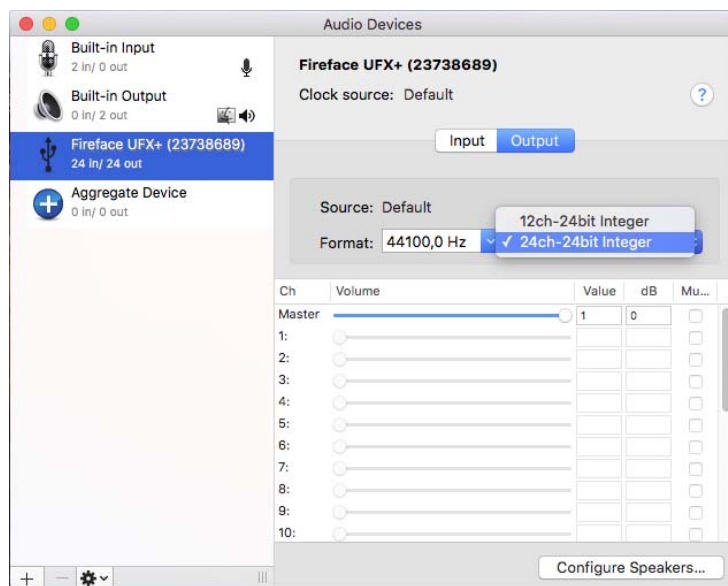 Audio Devices
Built-in Input
2 in/ 0 out
Built-in Output
0 in/ 2 out
Fireface UFX+ (23738689)
24 in/ 24 out
Aggregate Device
0 in/ 0 out
Fireface UFX+ (23738689)
Clock source: Default
?
Input Output
Source: Default
12ch-24bit Integer
Format: 44100,0 Hz ✓ 24ch-24bit Integer
Ch Volume Value dB Mu...
Master 1 0
1:
2:
3:
4:
5:
6:
7:
8:
9:
10:
Configure Speakers...